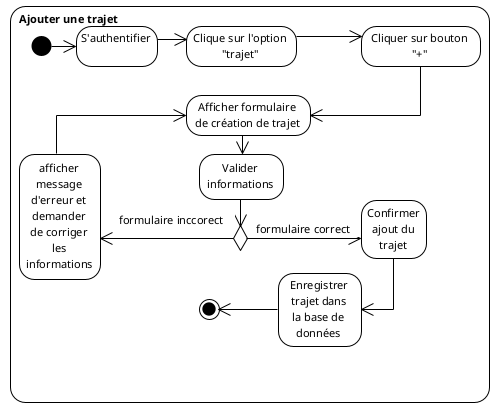 Ajouter une trajet
S'authentifier
Clique sur l'option
"trajet"
Cliquer sur bouton
"+"
Afficher formulaire
de création de trajet
Valider
informations
afficher
message
d'erreur et
demander
de corriger
les
informations
formulaire inccorect
formulaire correct
Confirmer
ajout du
trajet
Enregistrer
trajet dans
la base de
données